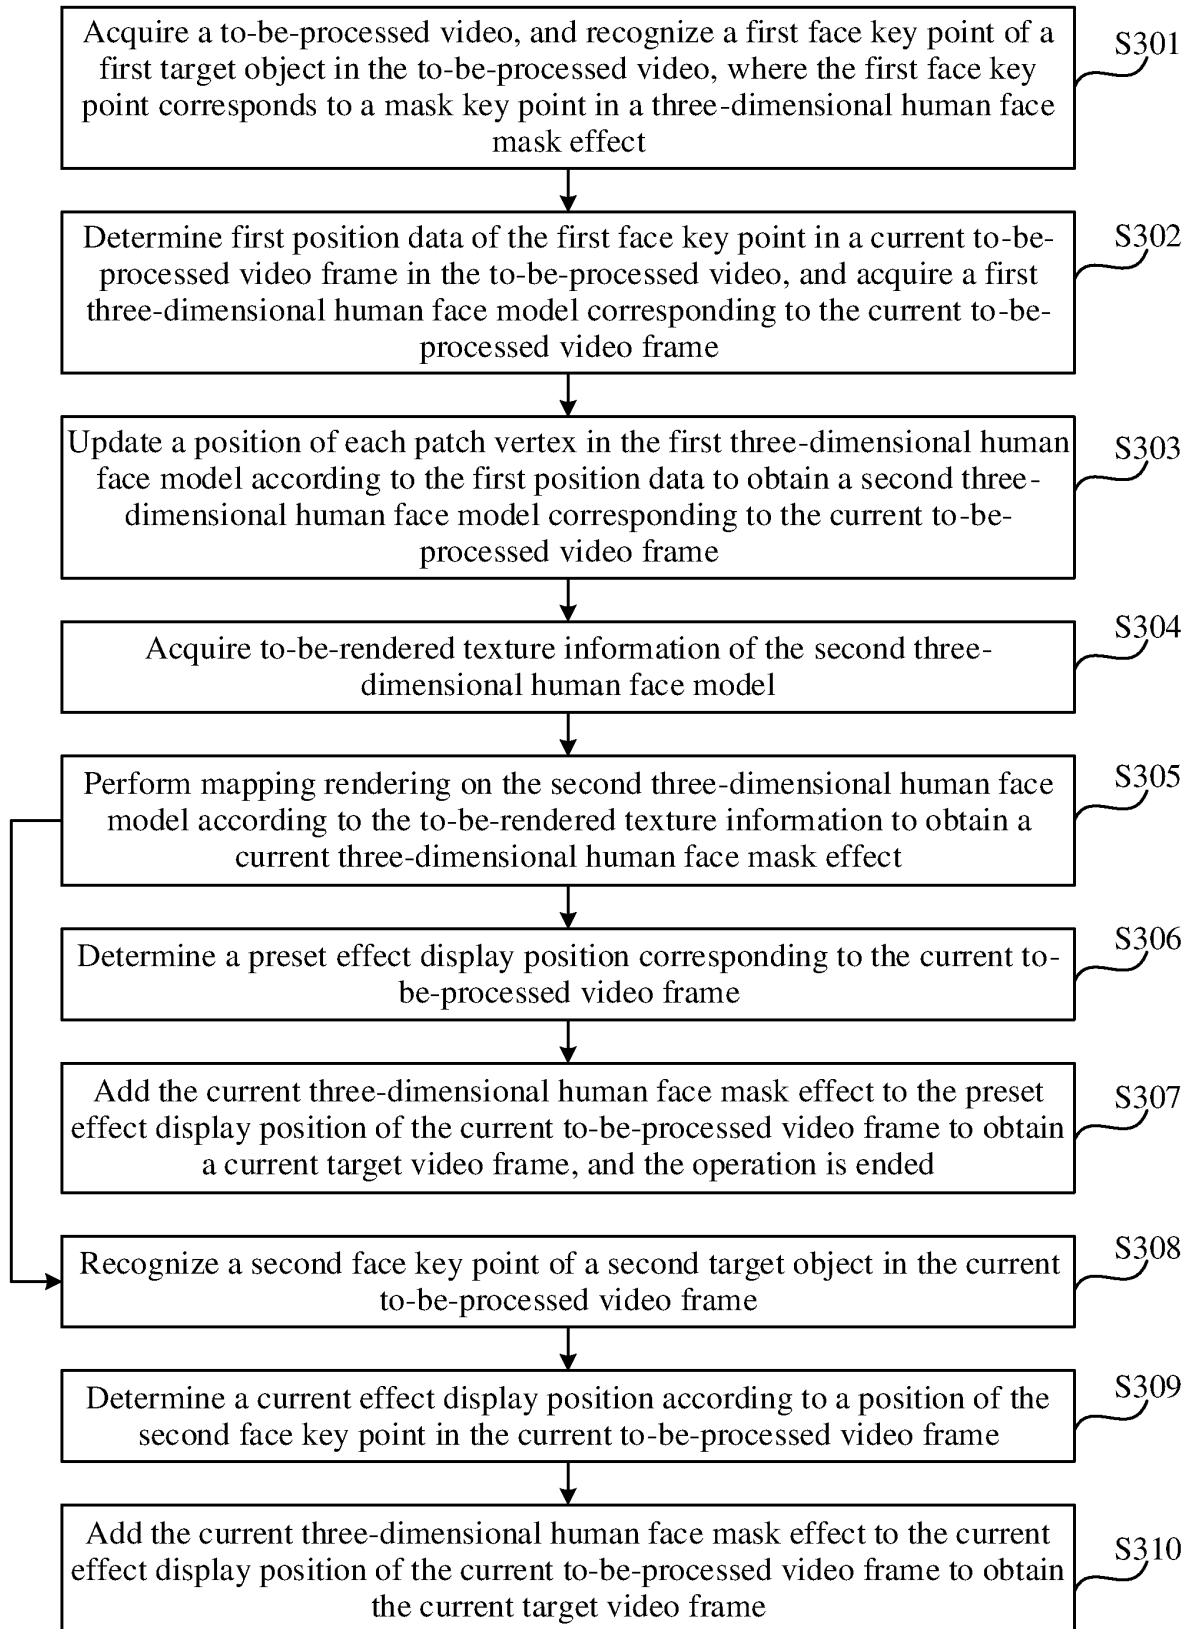 Acquire a to-be-processed video, and recognize a first face key point of a
first target object in the to-be-processed video, where the first face key
point corresponds to a mask key point in a three-dimensional human face
mask effect
S301
Determine first position data of the first face key point in a current to-be-
processed video frame in the to-be-processed video, and acquire a first
three-dimensional human face model corresponding to the current to-be-
processed video frame
S302
Update a position of each patch vertex in the first three-dimensional human
face model according to the first position data to obtain a second three-
dimensional human face model corresponding to the current to-be-
processed video frame
S303
Acquire to-be-rendered texture information of the second three-
dimensional human face model
S304
Perform mapping rendering on the second three-dimensional human face
model according to the to-be-rendered texture information to obtain a
current three-dimensional human face mask effect
S305
Determine a preset effect display position corresponding to the current to-
be-processed video frame
S306
Add the current three-dimensional human face mask effect to the preset
effect display position of the current to-be-processed video frame to obtain
a current target video frame, and the operation is ended
S307
Recognize a second face key point of a second target object in the current
to-be-processed video frame
S308
Determine a current effect display position according to a position of the
second face key point in the current to-be-processed video frame
S309
Add the current three-dimensional human face mask effect to the current
effect display position of the current to-be-processed video frame to obtain
the current target video frame
S310